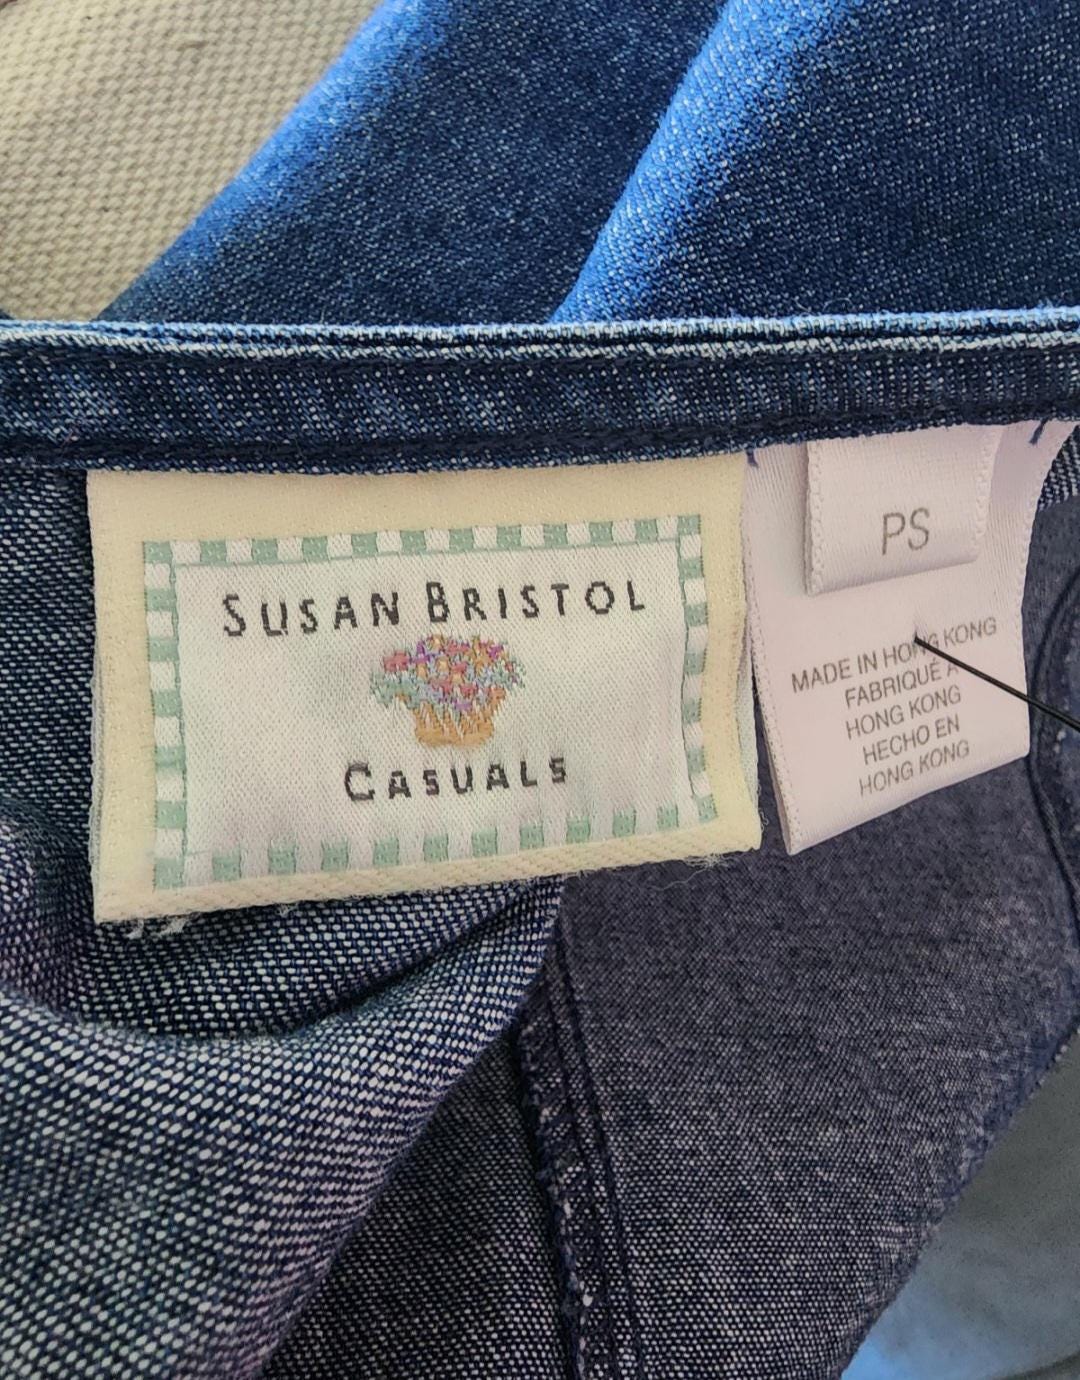 SUSAN BRISTOL
CASUALS
PS
MADE IN HONG KONG
FABRIQUÉ À
HONG KONG
HECHO EN
HONG KONG